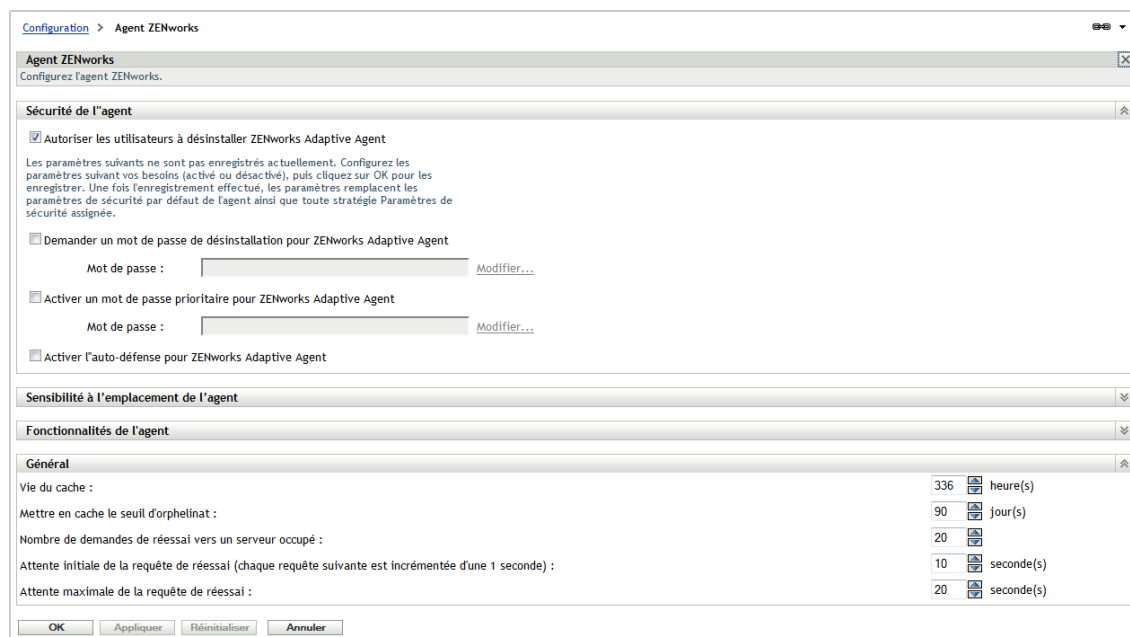 Configuration > Agent ZENworks
Agent ZENworks
Configurez l'agent ZENworks.
Sécurité de l''agent
Autoriser les utilisateurs à désinstaller ZENworks Adaptive Agent
Les paramètres suivants ne sont pas enregistrés actuellement. Configurez les
paramètres suivant vos besoins (activé ou désactivé), puis cliquez sur OK pour les
enregistrer. Une fois l'enregistrement effectué, les paramètres remplacent les
paramètres de sécurité par défaut de l'agent ainsi que toute stratégie Paramètres de
sécurité assignée.
Demander un mot de passe de désinstallation pour ZENworks Adaptive Agent
Mot de passe : Modifier...
Activer un mot de passe prioritaire pour ZENworks Adaptive Agent
Mot de passe : Modifier...
Activer l''auto-défense pour ZENworks Adaptive Agent
Sensibilité à l’emplacement de l’agent
Fonctionnalités de l'agent
Général
Vie du cache : 336 heure(s)
Mettre en cache le seuil d'orphelinat : 90 jour(s)
Nombre de demandes de réessai vers un serveur occupé : 20
Attente initiale de la requête de réessai (chaque requête suivante est incrémentée d'une 1 seconde) : 10 seconde(s)
Attente maximale de la requête de réessai : 20 seconde(s)
OK Appliquer Réinitialiser Annuler